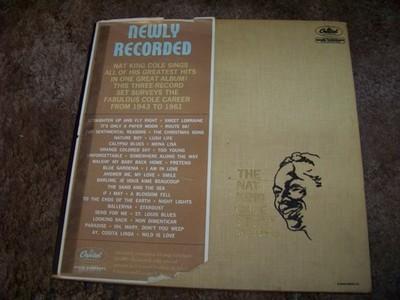 NEWLY
RECORDED
NAT KING COLE SINGS
ALL OF HIS GREATEST HITS
IN ONE GREAT ALBUM!
THIS THREE-RECORD
SET SURVEYS THE
FABULOUS COLE CAREER
FROM 1943 TO 1961
STRAIGHTEN UP AND FLY RIGHT • SWEET LORRAINE
IT'S ONLY A PAPER MOON • ROUTE 66!
(FOR) SENTIMENTAL REASONS • THE CHRISTMAS SONG
NATURE BOY • LUSH LIFE
CALYPSO BLUES • MONA LISA
ORANGE COLORED SKY • TOO YOUNG
UNFORGETTABLE • SOMEWHERE ALONG THE WAY
WALKIN' MY BABY BACK HOME • PRETEND
BLUE GARDENIA • I AM IN LOVE
ANSWER ME, MY LOVE • SMILE
DARLING, JE VOUS AIME BEAUCOUP
THE SAND AND THE SEA
IF I MAY • A BLOSSOM FELL
TO THE ENDS OF THE EARTH • NIGHT LIGHTS
BALLERINA • STARDUST
SEND FOR ME • ST. LOUIS BLUES
LOOKING BACK • NON DIMENTICAR
PARADISE • OH, MARY, DON'T YOU WEEP
AY, COSITA LINDA • WILD IS LOVE
Capitol
Capitol
THE
NAT
KING
COLE